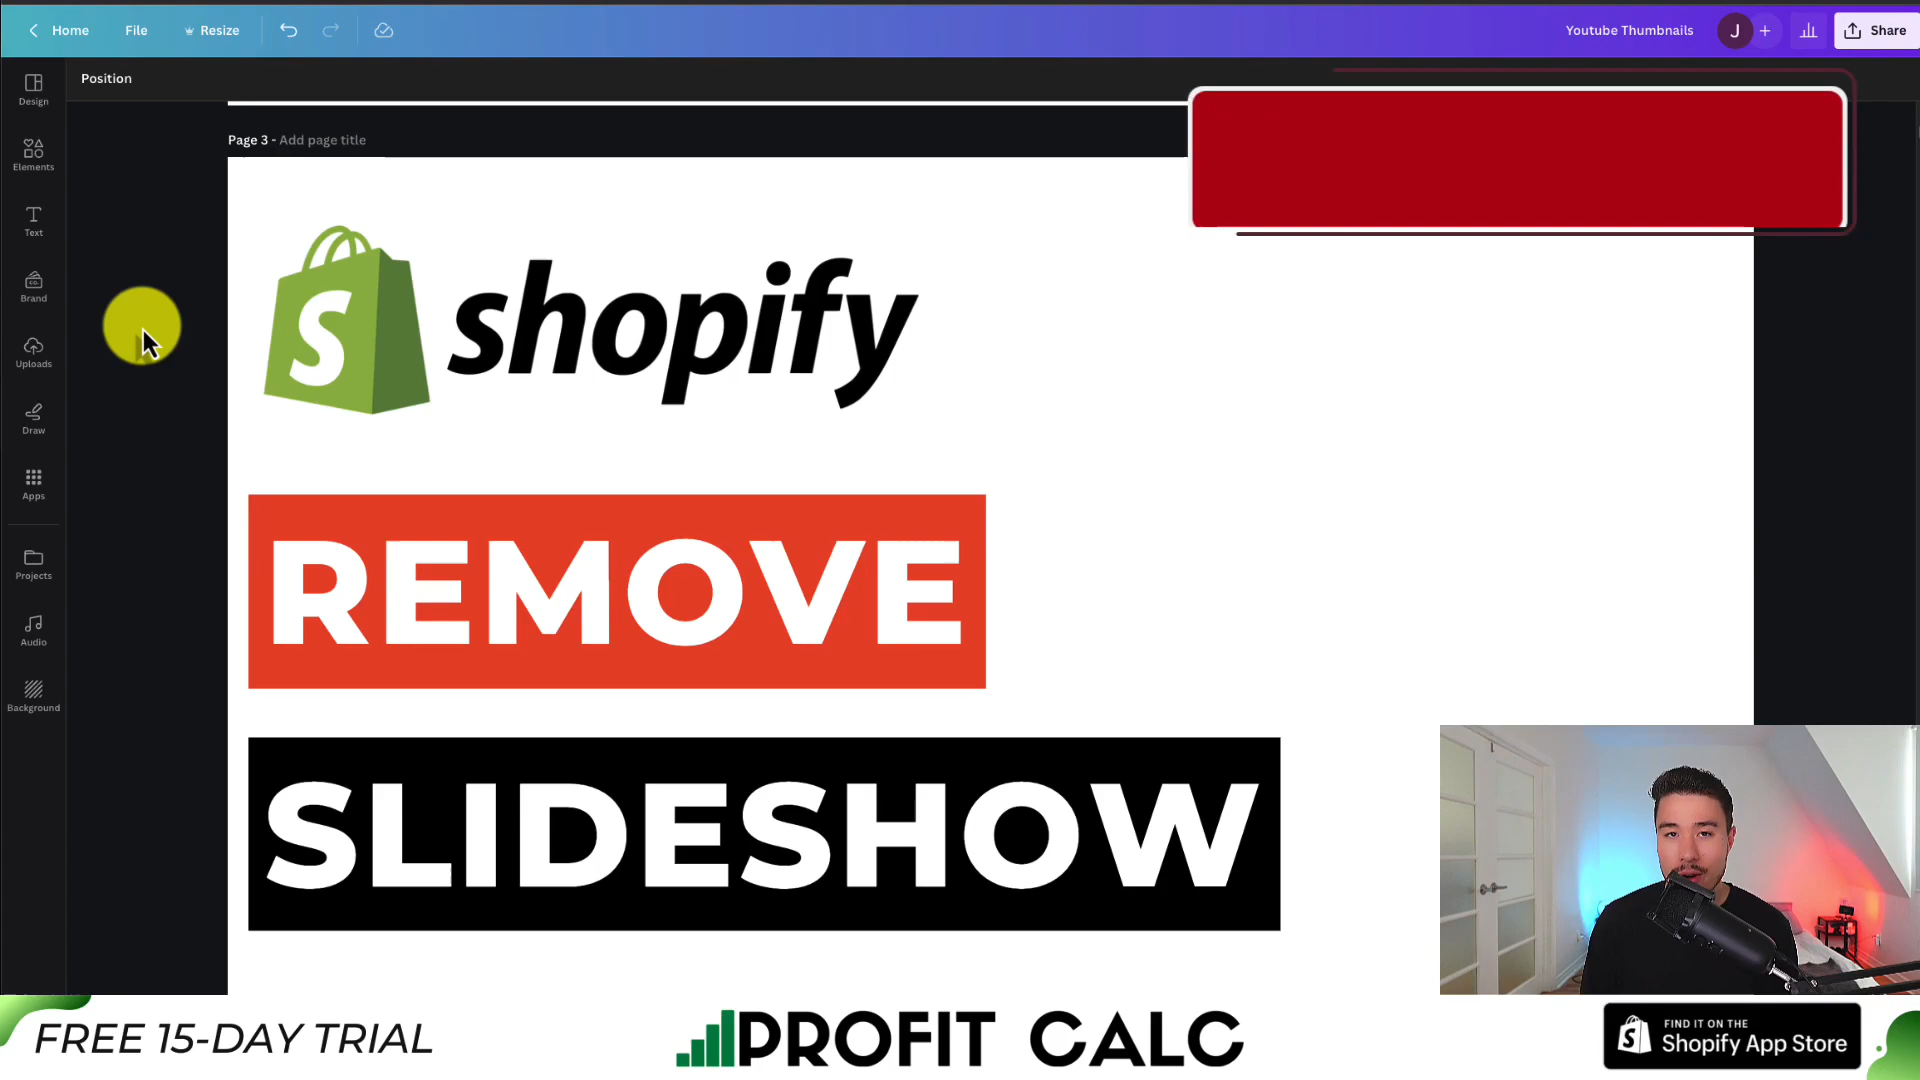 Home File Resize Youtube Thumbnails J + Share
Design
Position
Elements
Page 3 - Add page title
Text
Brand
Uploads
Draw
Apps
Projects
Audio
Background
S shopify
REMOVE
SLIDESHOW
FREE 15-DAY TRIAL
PROFIT CALC
FIND IT ON THE
Shopify App Store